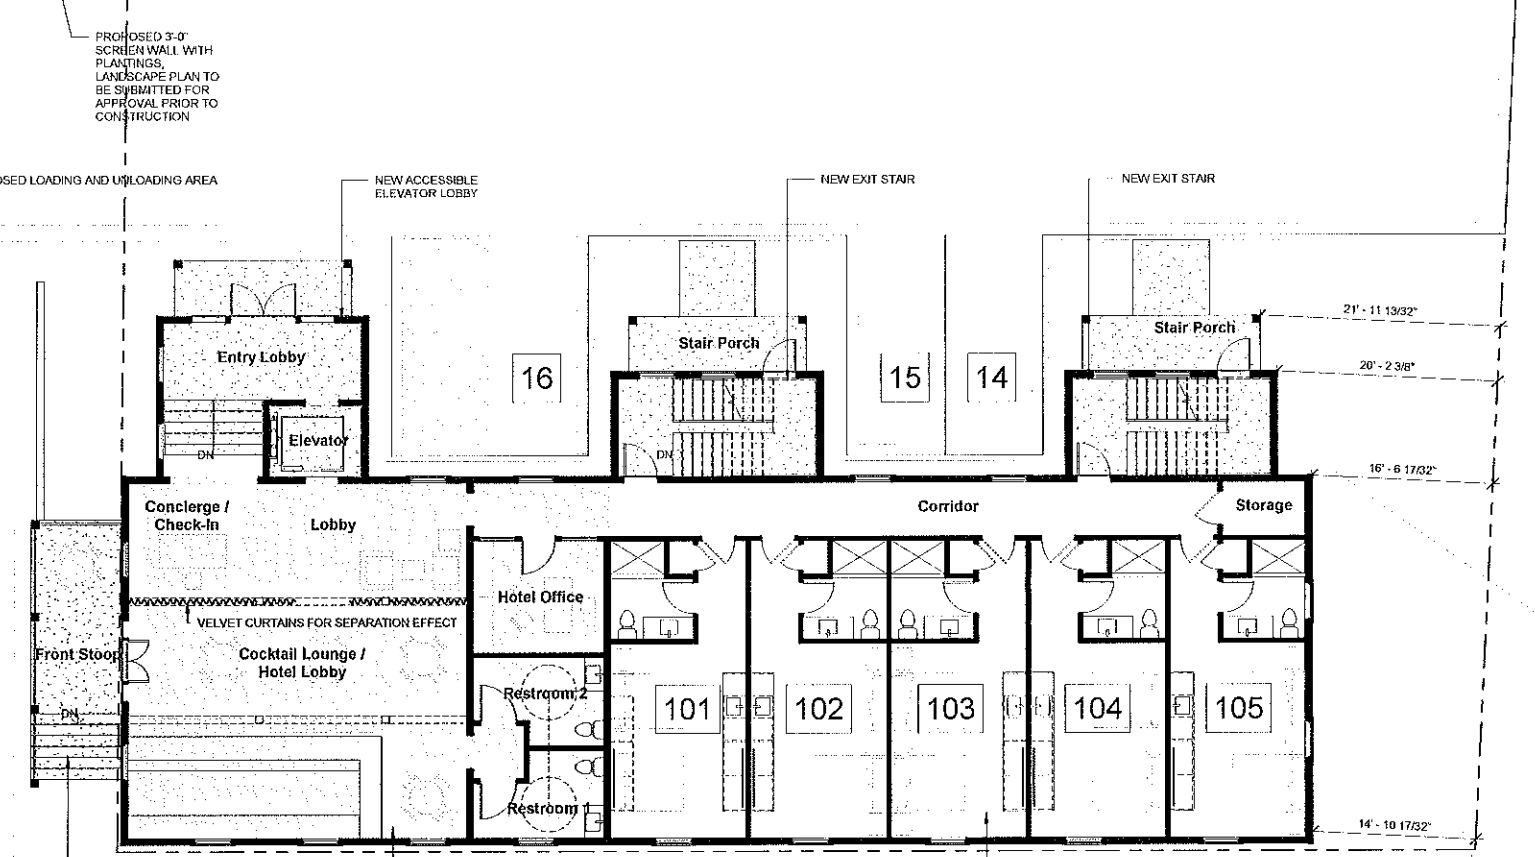 PROPOSED 3'-0"
SCREEN WALL WITH
PLANTINGS,
LANDSCAPE PLAN TO
BE SUBMITTED FOR
APPROVAL PRIOR TO
CONSTRUCTION
OSED LOADING AND UNLOADING AREA
NEW ACCESSIBLE
ELEVATOR LOBBY
NEW EXIT STAIR
NEW EXIT STAIR
21' - 11 13/32"
Stair Porch
Stair Porch
Entry Lobby
20' - 2 3/8"
16
15
14
Elevator
DN
DN
16' - 6 17/32"
Concierge /
Check-In
Lobby
Corridor
Storage
Hotel Office
VELVET CURTAINS FOR SEPARATION EFFECT
Front Stoop
Cocktail Lounge /
Hotel Lobby
Restroom 2
101
102
103
104
105
DN
Restroom 1
14' - 10 17/32"